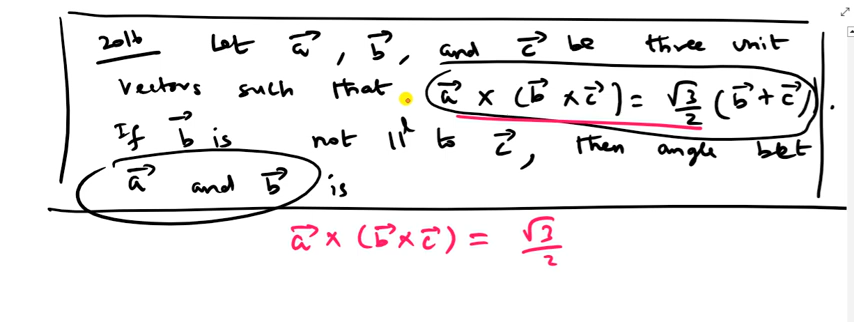 2016 Let a⃗, b⃗, and c⃗ be three unit
vectors such that a⃗ × (b⃗ × c⃗) = √3/2 (b⃗ + c⃗).
If b⃗ is not ||l to c⃗, then angle bet
a⃗ and b⃗ is
a⃗ × (b⃗ × c⃗) = √3/2